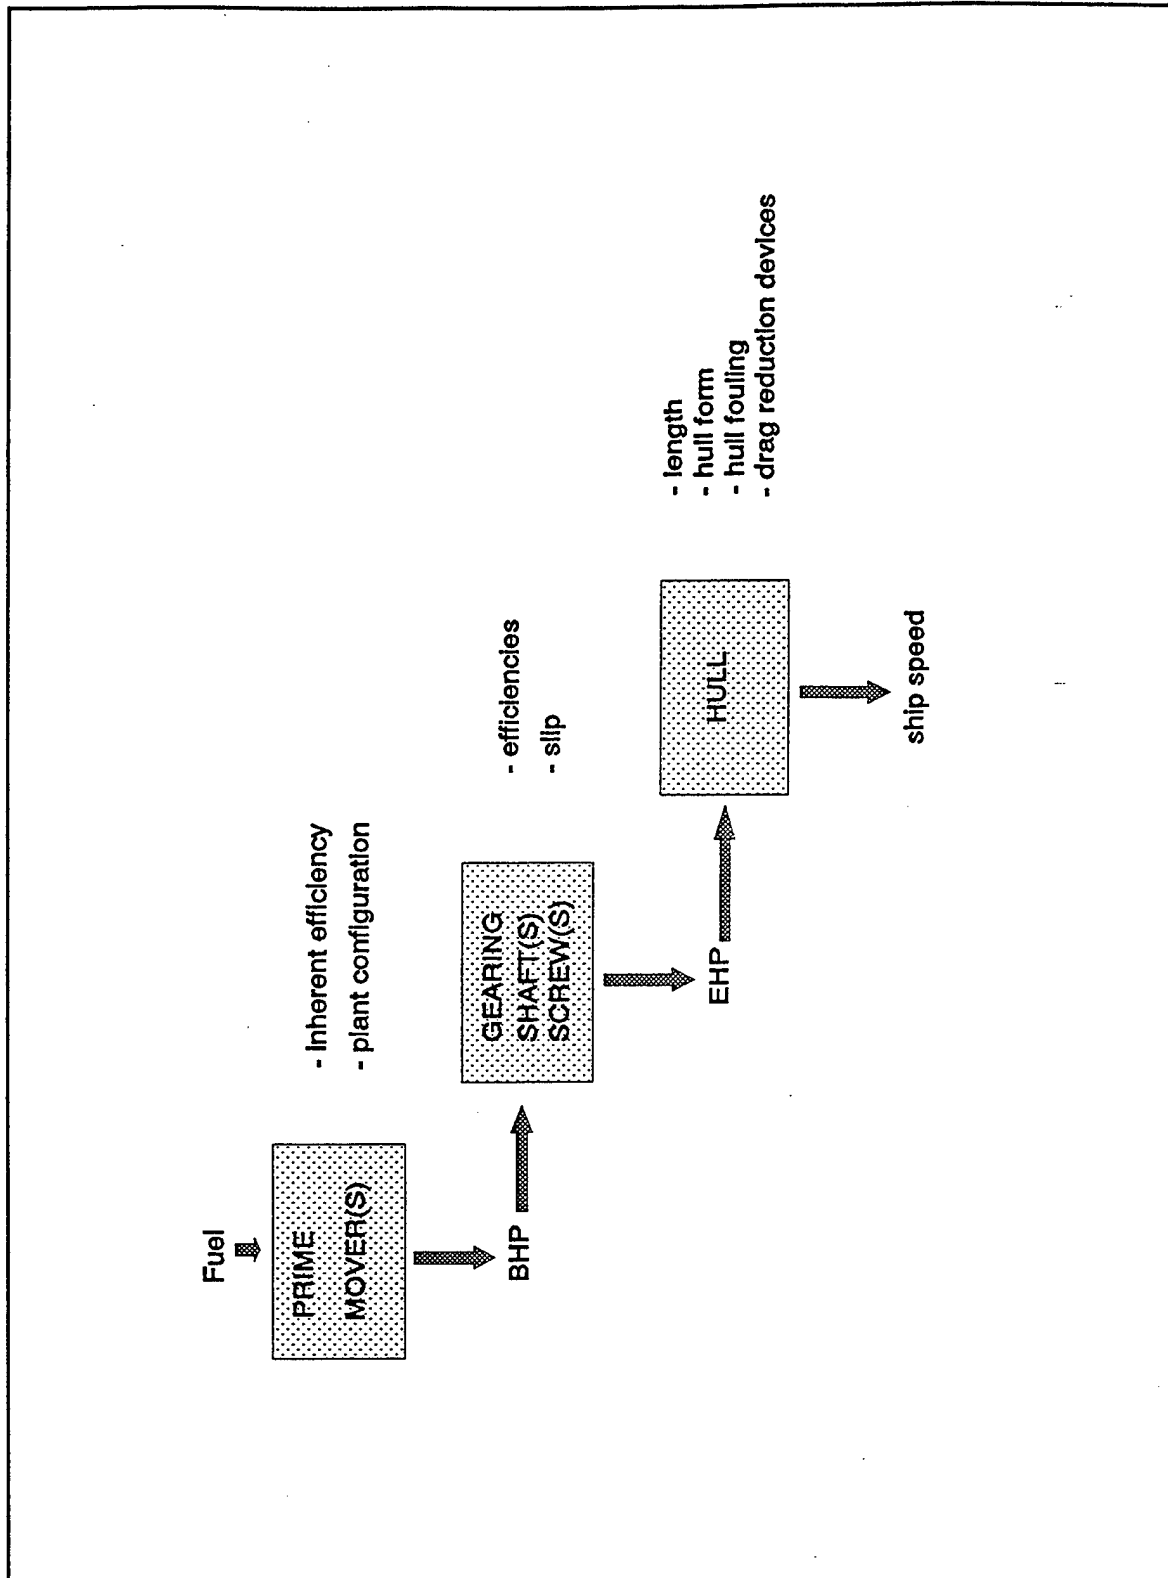 Fuel
PRIME
MOVER(S)
- inherent efficiency
- plant configuration
BHP
GEARING
SHAFT(S)
SCREW(S)
- efficiencies
- slip
EHP
HULL
- length
- hull form
- hull fouling
- drag reduction devices
ship speed